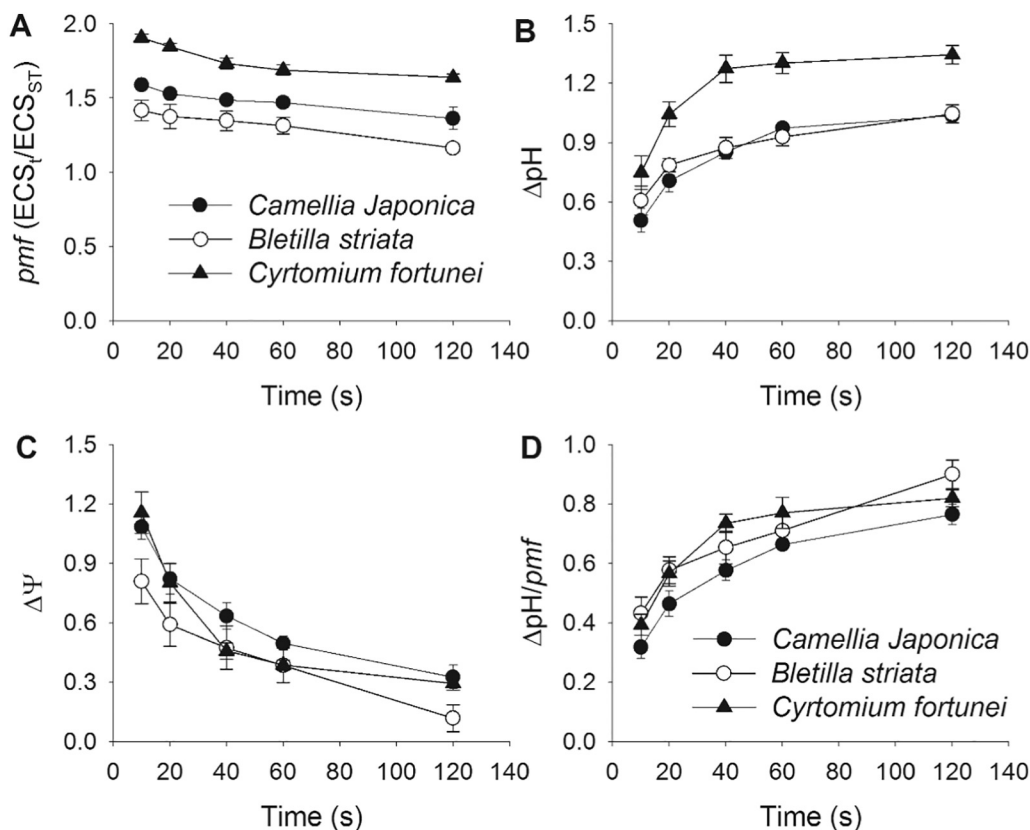 A
pmf (ECSt/ECSST)
2.0
1.5
1.0
0.5
0.0
Camellia Japonica
Bletilla striata
Cyrtomium fortunei
0 20 40 60 80 100 120 140
Time (s)
B
ΔpH
1.5
1.2
0.9
0.6
0.3
0.0
0 20 40 60 80 100 120 140
Time (s)
C
ΔΨ
1.5
1.2
0.9
0.6
0.3
0.0
0 20 40 60 80 100 120 140
Time (s)
D
ΔpH/pmf
1.0
0.8
0.6
0.4
0.2
0.0
Camellia Japonica
Bletilla striata
Cyrtomium fortunei
0 20 40 60 80 100 120 140
Time (s)